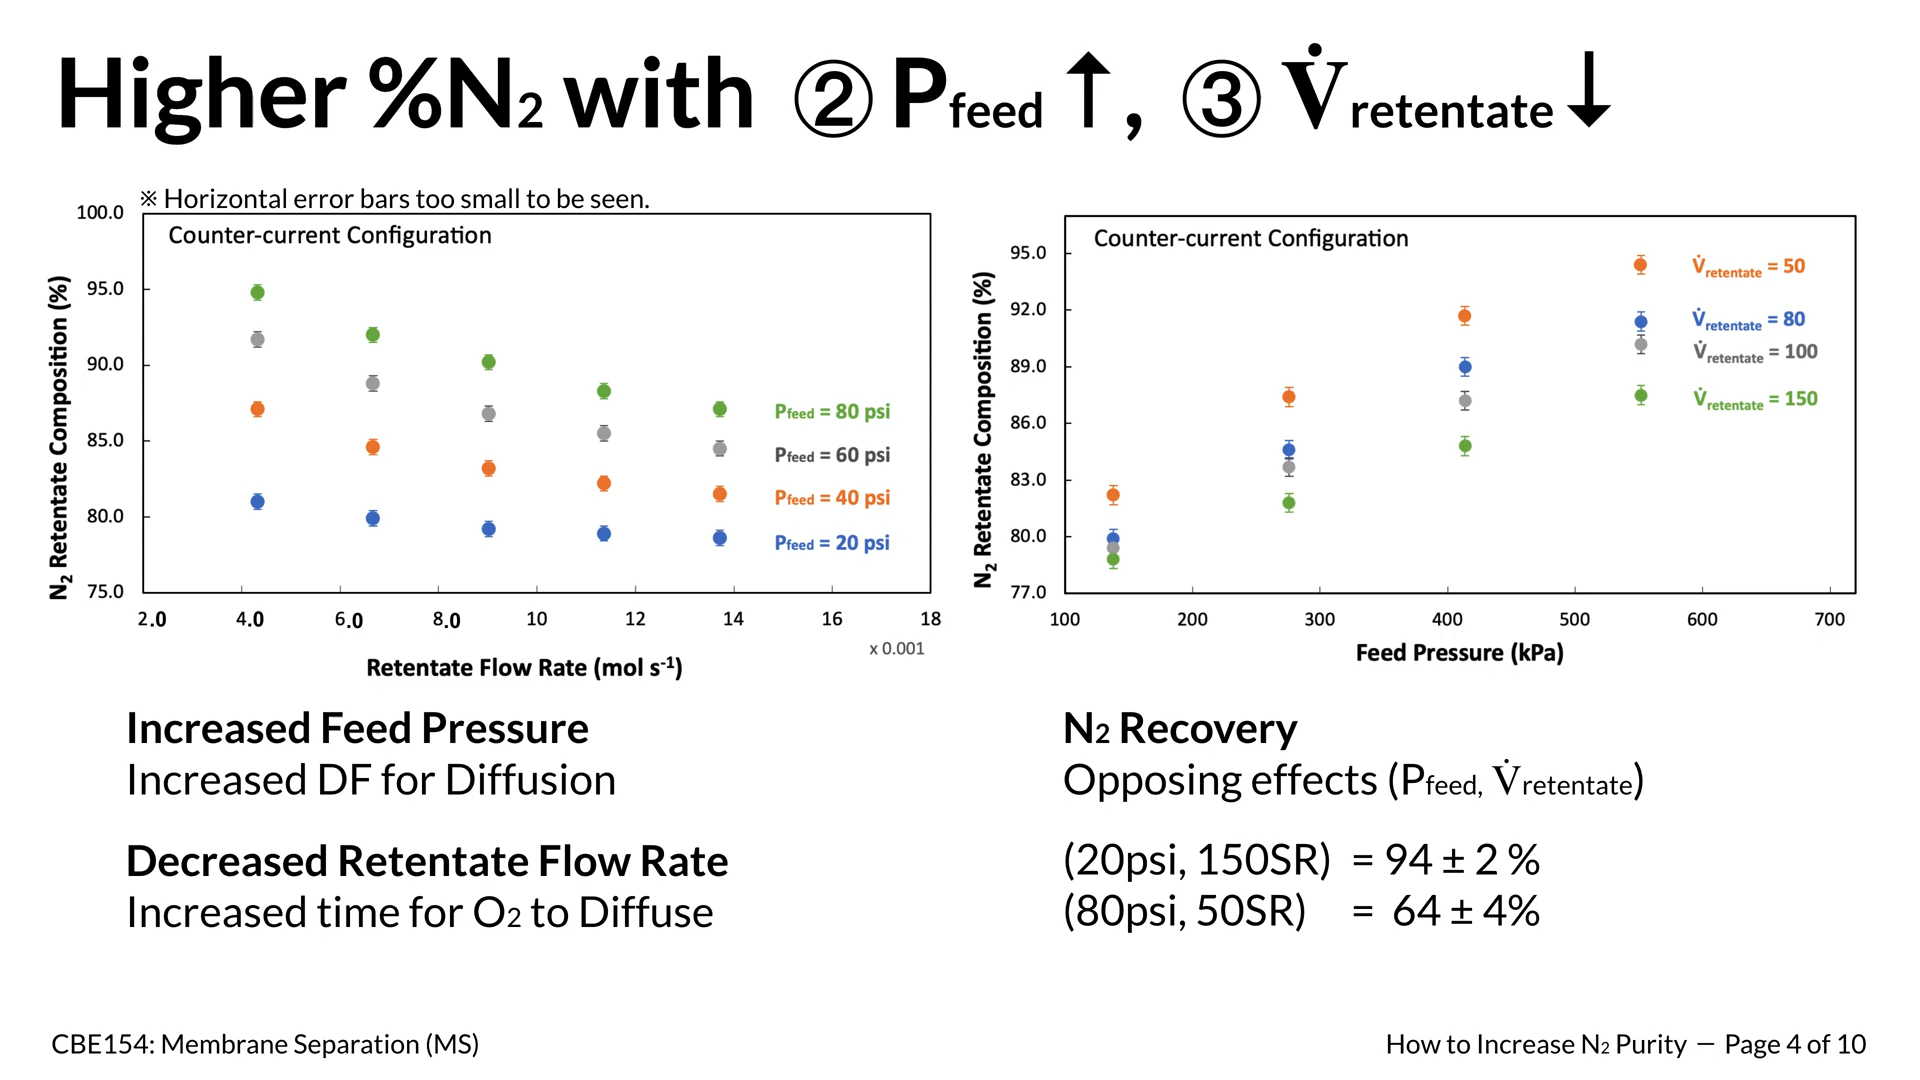 Higher %N₂ with ② Pfeed ↑, ③ V̇retentate ↓
※ Horizontal error bars too small to be seen.
Counter-current Configuration
N₂ Retentate Composition (%)
100.0
95.0
90.0
85.0
80.0
75.0
Pfeed = 80 psi
Pfeed = 60 psi
Pfeed = 40 psi
Pfeed = 20 psi
2.0 4.0 6.0 8.0 10 12 14 16 18
x 0.001
Retentate Flow Rate (mol s⁻¹)
Counter-current Configuration
N₂ Retentate Composition (%)
95.0
92.0
89.0
86.0
83.0
80.0
77.0
V̇retentate = 50
V̇retentate = 80
V̇retentate = 100
V̇retentate = 150
100 200 300 400 500 600 700
Feed Pressure (kPa)
Increased Feed Pressure
Increased DF for Diffusion
Decreased Retentate Flow Rate
Increased time for O₂ to Diffuse
N₂ Recovery
Opposing effects (Pfeed, V̇retentate)
(20psi, 150SR) = 94 ± 2 %
(80psi, 50SR) = 64 ± 4%
CBE154: Membrane Separation (MS)
How to Increase N₂ Purity — Page 4 of 10